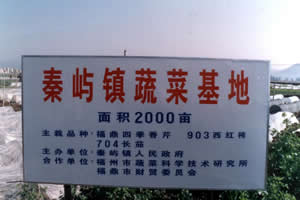 秦屿镇蔬菜基地
面积2000亩
主栽品种：福鼎四季香芹 903西红柿
704长茄
主办单位：秦屿镇人民政府
合作单位：福州市蔬菜科学技术研究所
福鼎市财贸委员会